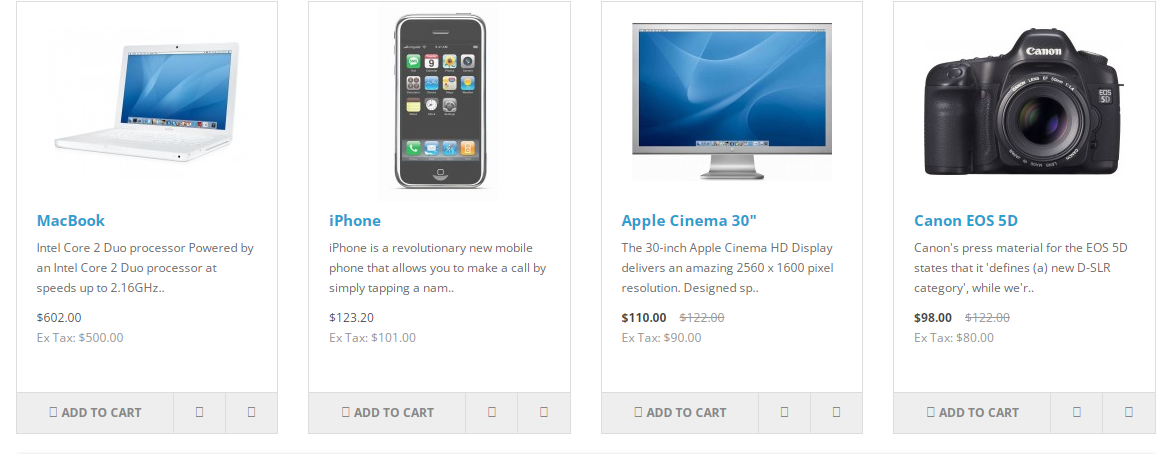 MacBook
Intel Core 2 Duo processor Powered by
an Intel Core 2 Duo processor at
speeds up to 2.16GHz..
$602.00
Ex Tax: $500.00
ADD TO CART
iPhone
iPhone is a revolutionary new mobile
phone that allows you to make a call by
simply tapping a nam..
$123.20
Ex Tax: $101.00
ADD TO CART
Apple Cinema 30"
The 30-inch Apple Cinema HD Display
delivers an amazing 2560 x 1600 pixel
resolution. Designed sp..
$110.00 $122.00
Ex Tax: $90.00
ADD TO CART
Canon
EOS
5D
Canon EOS 5D
Canon's press material for the EOS 5D
states that it 'defines (a) new D-SLR
category', while we'r..
$98.00 $122.00
Ex Tax: $80.00
ADD TO CART